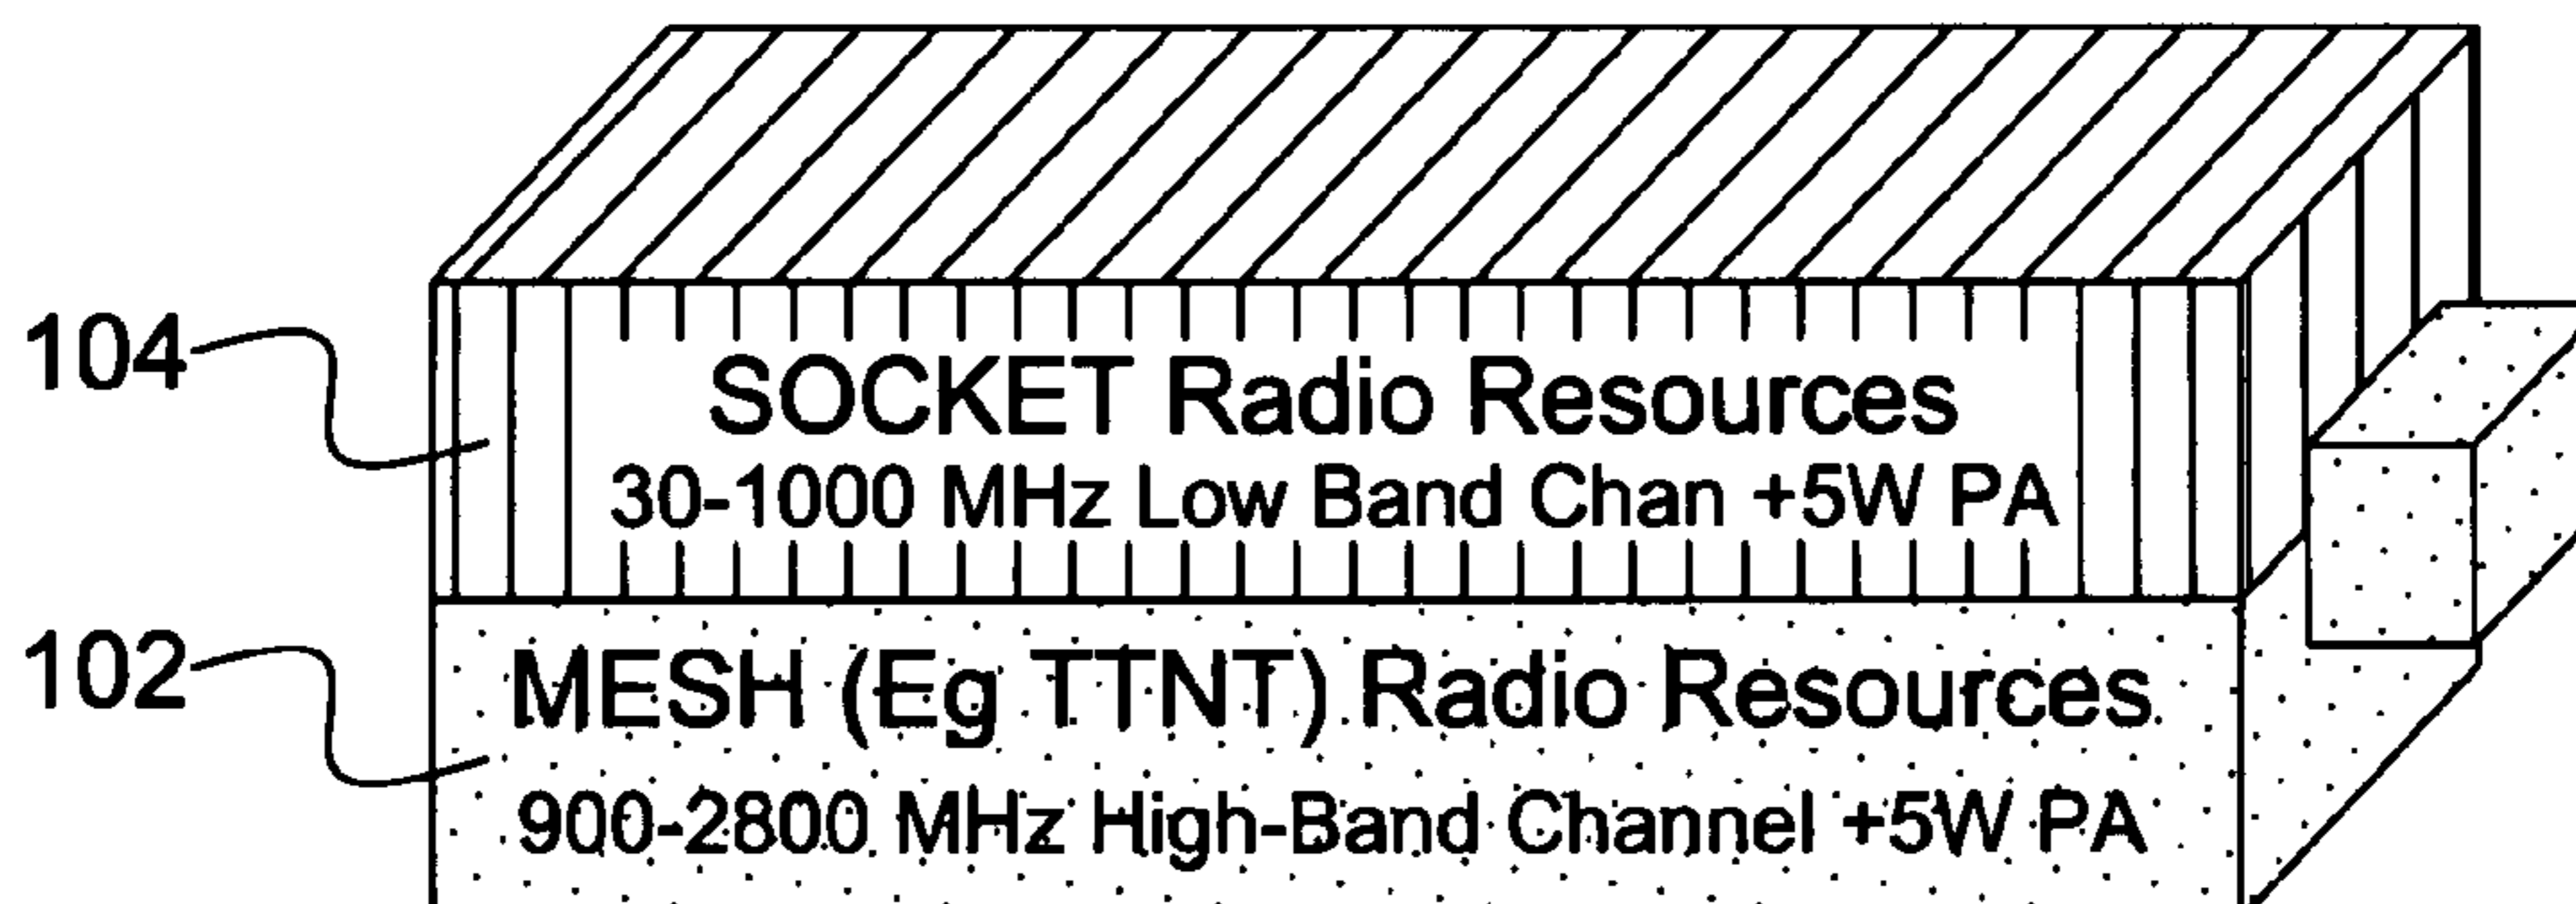 104
SOCKET Radio Resources
30-1000 MHz Low Band Chan +5W PA
102
MESH (Eg TTNT) Radio Resources
900-2800 MHz High-Band Channel +5W PA